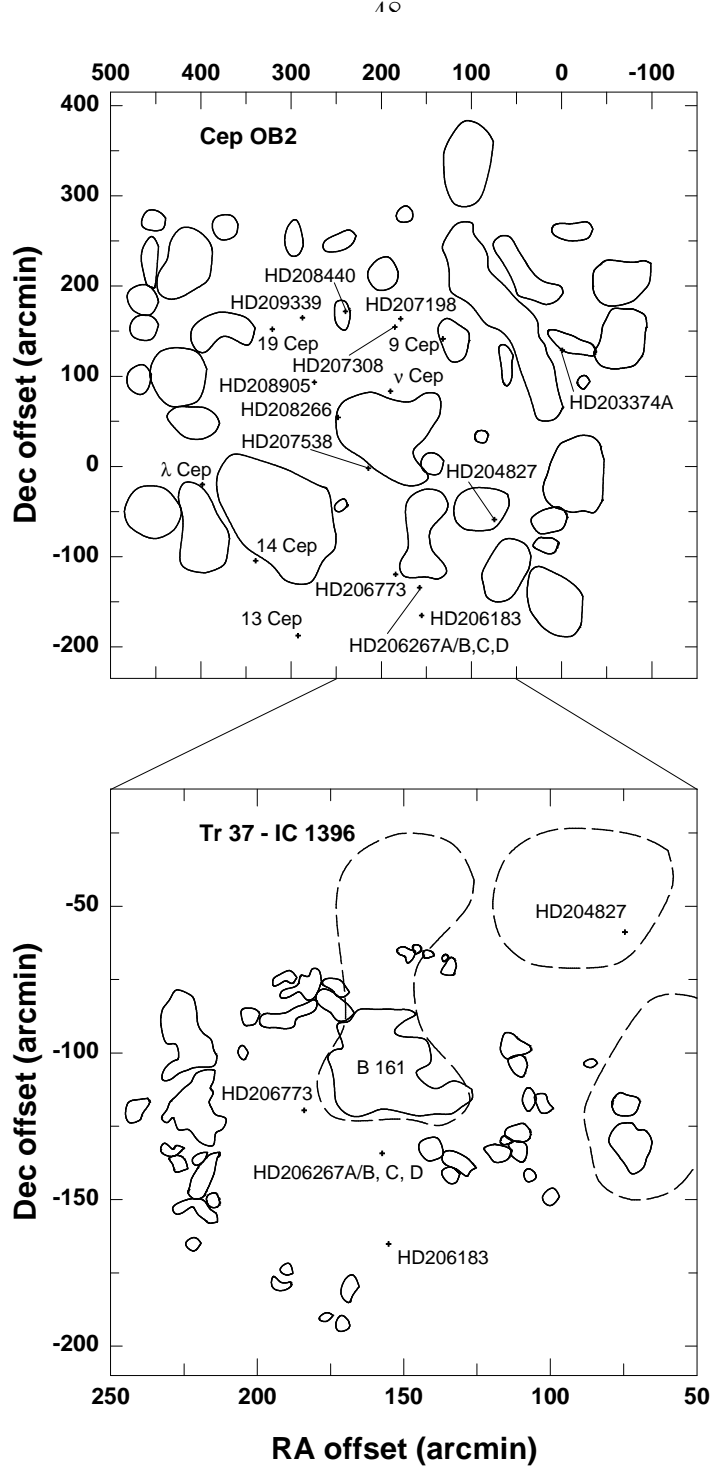 500 400 300 200 100 0 -100
400
Cep OB2
300
200
HD208440
HD209339
HD207198
19 Cep
9 Cep
HD207308
100
HD208905
ν Cep
HD203374A
HD208266
HD207538
0
λ Cep
HD204827
-100
14 Cep
HD206773
13 Cep
HD206183
-200
HD206267A/B,C,D
Dec offset (arcmin)
Tr 37 - IC 1396
-50
HD204827
-100
B 161
HD206773
HD206267A/B, C, D
-150
HD206183
-200
Dec offset (arcmin)
250 200 150 100 50
RA offset (arcmin)